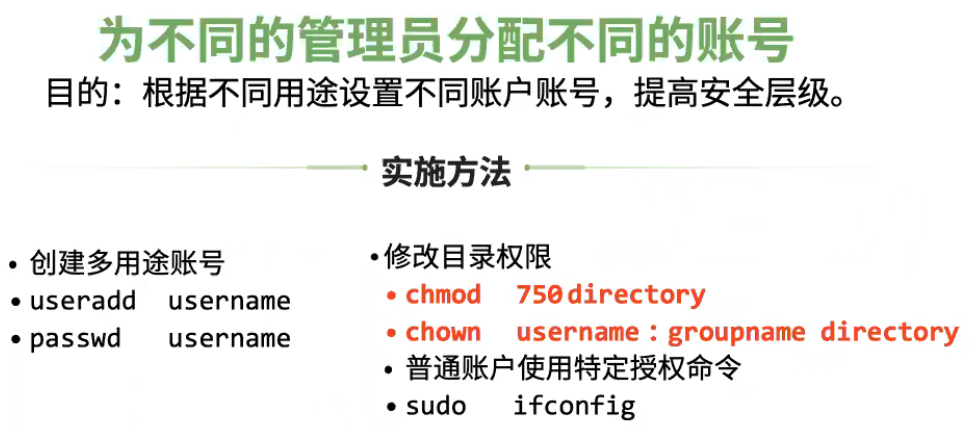 为不同的管理员分配不同的账号
目的：根据不同用途设置不同账户账号，提高安全层级。
实施方法
• 创建多用途账号
• useradd username
• passwd username
• 修改目录权限
• chmod 750 directory
• chown username：groupname directory
• 普通账户使用特定授权命令
• sudo ifconfig